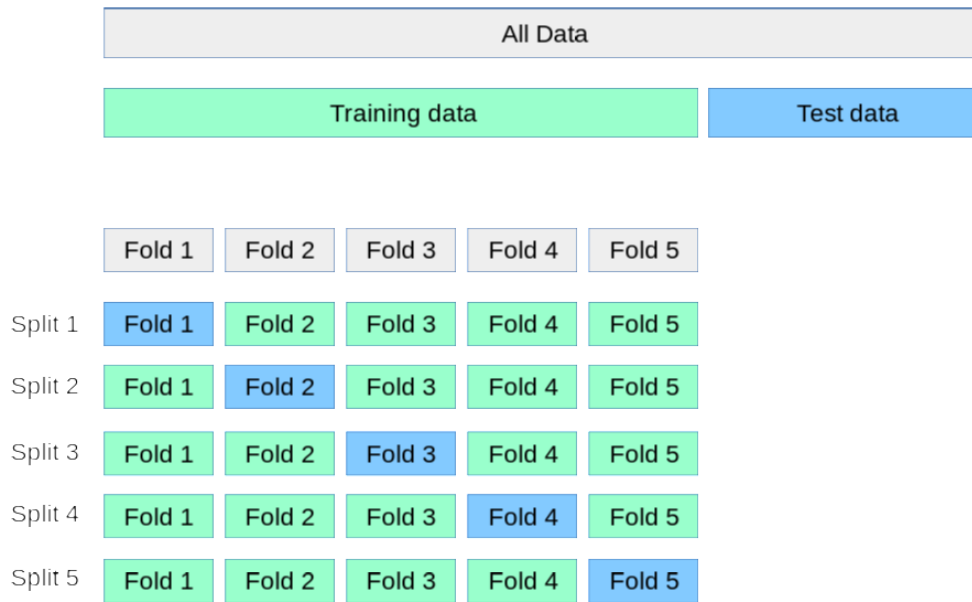 All Data
Training data Test data
Fold 1 Fold 2 Fold 3 Fold 4 Fold 5
Split 1 Fold 1 Fold 2 Fold 3 Fold 4 Fold 5
Split 2 Fold 1 Fold 2 Fold 3 Fold 4 Fold 5
Split 3 Fold 1 Fold 2 Fold 3 Fold 4 Fold 5
Split 4 Fold 1 Fold 2 Fold 3 Fold 4 Fold 5
Split 5 Fold 1 Fold 2 Fold 3 Fold 4 Fold 5